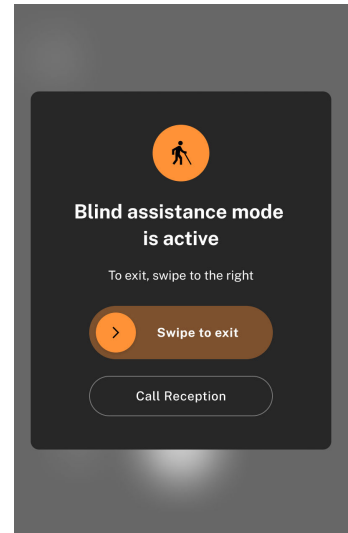 Blind assistance mode
is active
To exit, swipe to the right
Swipe to exit
Call Reception